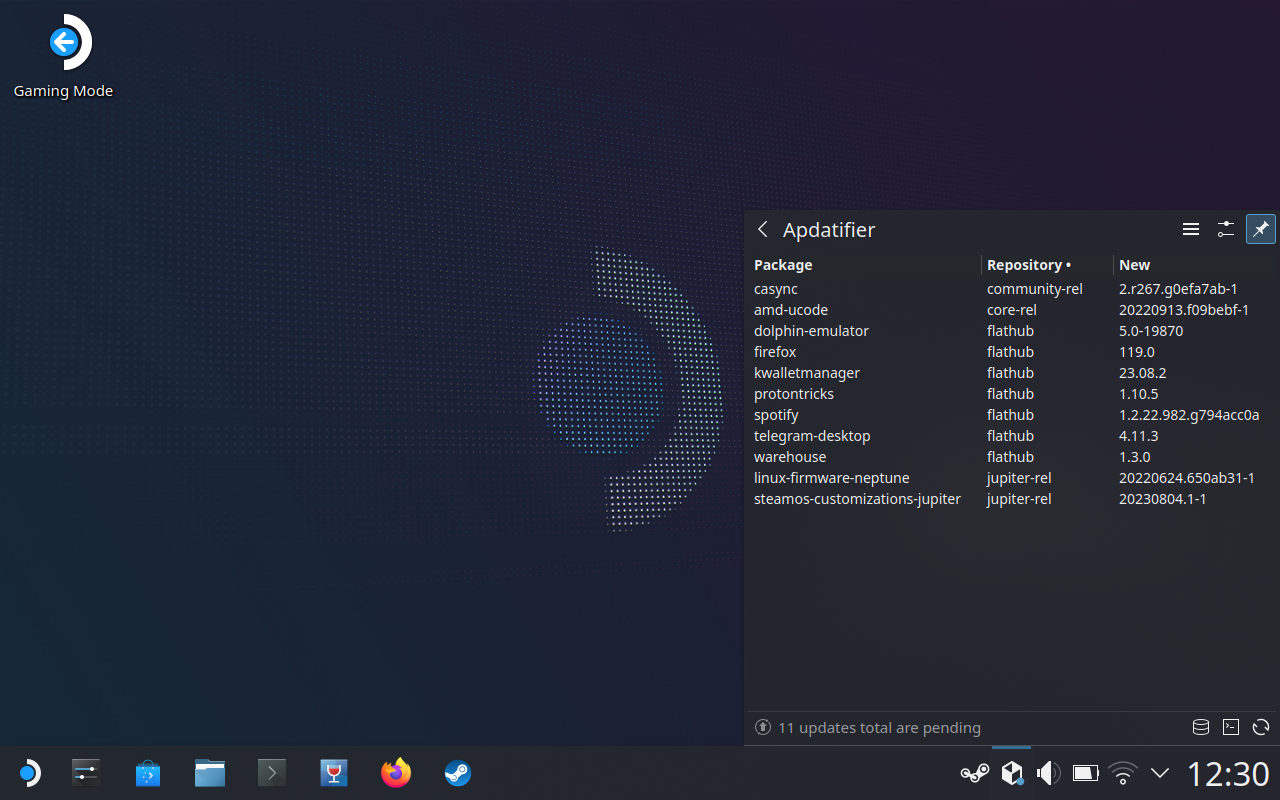 Gaming Mode
Apdatifier
Package Repository • New
casync community-rel 2.r267.g0efa7ab-1
amd-ucode core-rel 20220913.f09bebf-1
dolphin-emulator flathub 5.0-19870
firefox flathub 119.0
kwalletmanager flathub 23.08.2
protontricks flathub 1.10.5
spotify flathub 1.2.22.982.g794acc0a
telegram-desktop flathub 4.11.3
warehouse flathub 1.3.0
linux-firmware-neptune jupiter-rel 20220624.650ab31-1
steamos-customizations-jupiter jupiter-rel 20230804.1-1
11 updates total are pending
12:30